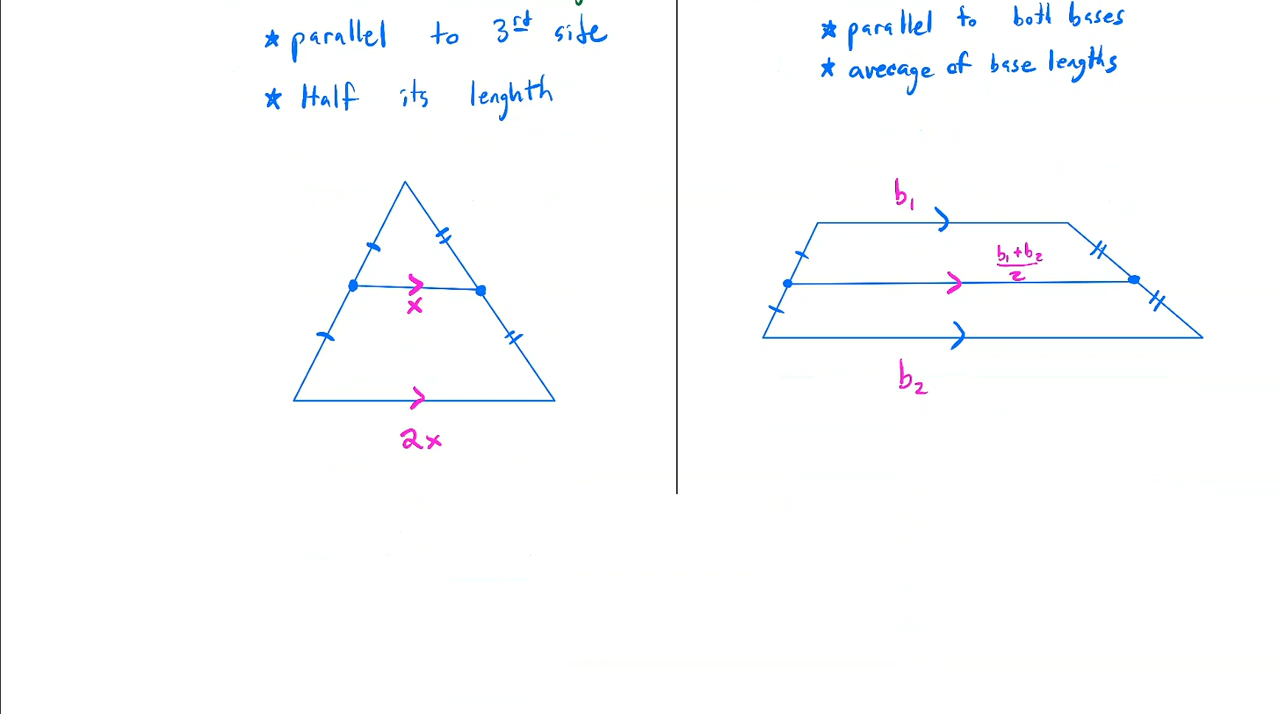 * parallel to 3rd side
* Half its lenghth
x
2x
* parallel to both bases
* average of base lengths
b1
b1+b2
2
b2